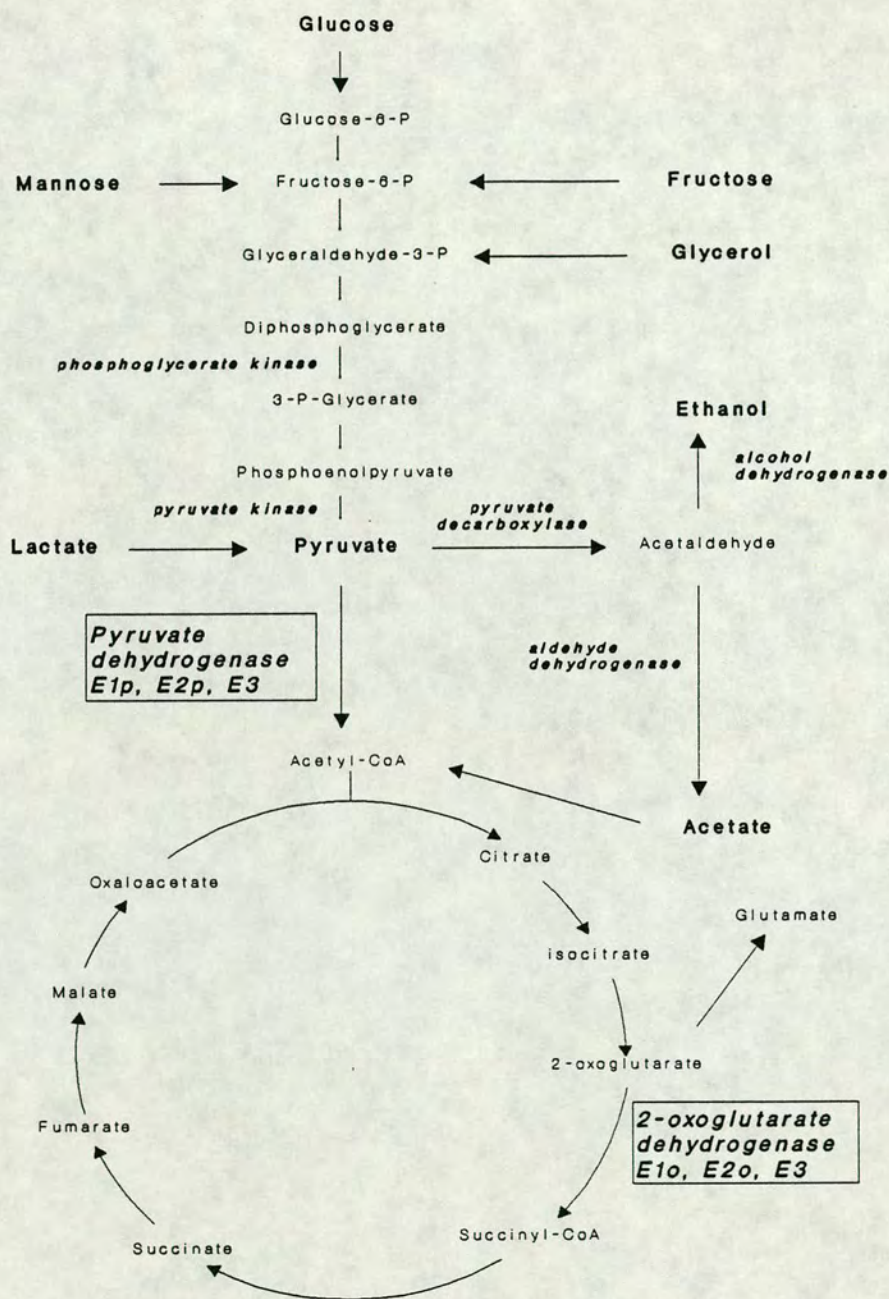 Glucose
Glucose-6-P
Mannose
Fructose-6-P
Fructose
Glyceraldehyde-3-P
Glycerol
Diphosphoglycerate
phosphoglycerate kinase
3-P-Glycerate
Ethanol
alcohol
dehydrogenase
Phosphoenolpyruvate
pyruvate kinase
pyruvate
decarboxylase
Lactate
Pyruvate
Acetaldehyde
Pyruvate
dehydrogenase
E1p, E2p, E3
aldehyde
dehydrogenase
Acetyl-CoA
Acetate
Citrate
Oxaloacetate
Glutamate
isocitrate
Malate
2-oxoglutarate
2-oxoglutarate
dehydrogenase
E1o, E2o, E3
Fumarate
Succinyl-CoA
Succinate